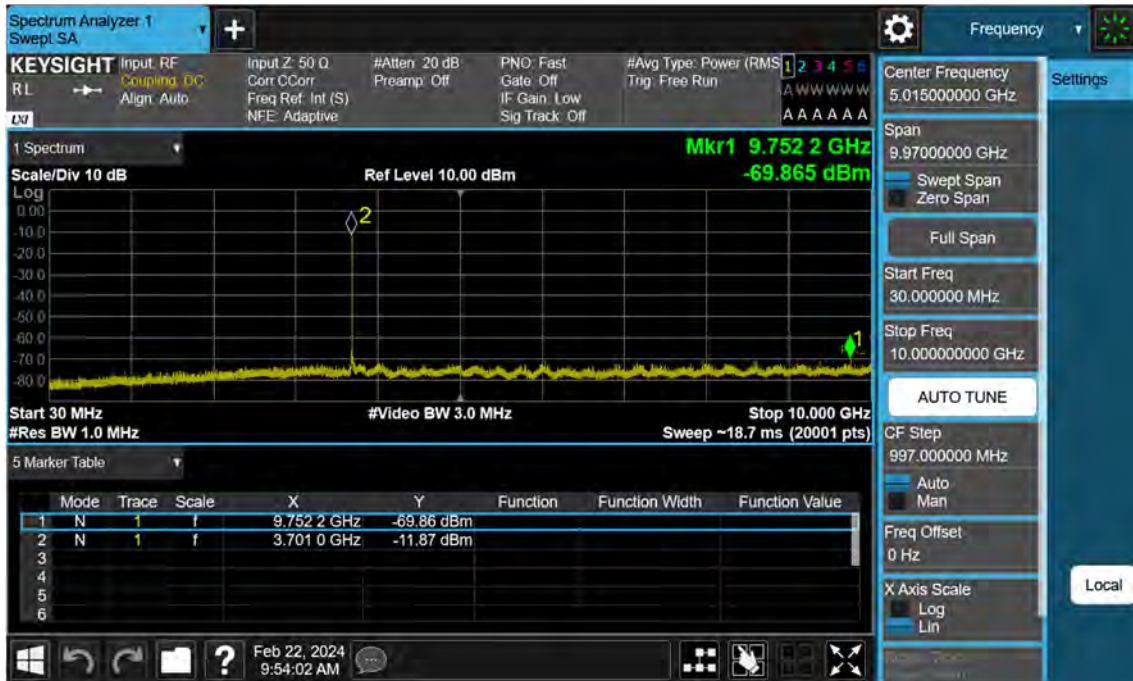 Spectrum Analyzer 1
Swept SA
Frequency
KEYSIGHT
RL
LXI
Input: RF
Coupling: DC
Align: Auto
Input Z: 50 Ω
Corr CCorr
Freq Ref: Int (S)
NFE: Adaptive
#Atten: 20 dB
Preamp: Off
PNO: Fast
Gate: Off
IF Gain: Low
Sig Track: Off
#Avg Type: Power (RMS
Trig: Free Run
1 2 3 4 5 6
A W W W W W
A A A A A A
Center Frequency
5.015000000 GHz
Settings
Span
9.97000000 GHz
Swept Span
Zero Span
Full Span
Start Freq
30.000000 MHz
Stop Freq
10.000000000 GHz
AUTO TUNE
CF Step
997.000000 MHz
Auto
Man
Freq Offset
0 Hz
X Axis Scale
Log
Lin
Local
1 Spectrum
Scale/Div 10 dB
Ref Level 10.00 dBm
Mkr1 9.752 2 GHz
-69.865 dBm
Log
0.00
-10.0
-20.0
-30.0
-40.0
-50.0
-60.0
-70.0
-80.0
2
1
Start 30 MHz
#Video BW 3.0 MHz
Stop 10.000 GHz
#Res BW 1.0 MHz
Sweep ~18.7 ms (20001 pts)
5 Marker Table
Mode Trace Scale X Y Function Function Width Function Value
1 N 1 f 9.752 2 GHz -69.86 dBm
2 N 1 f 3.701 0 GHz -11.87 dBm
3
4
5
6
?
Feb 22, 2024
9:54:02 AM